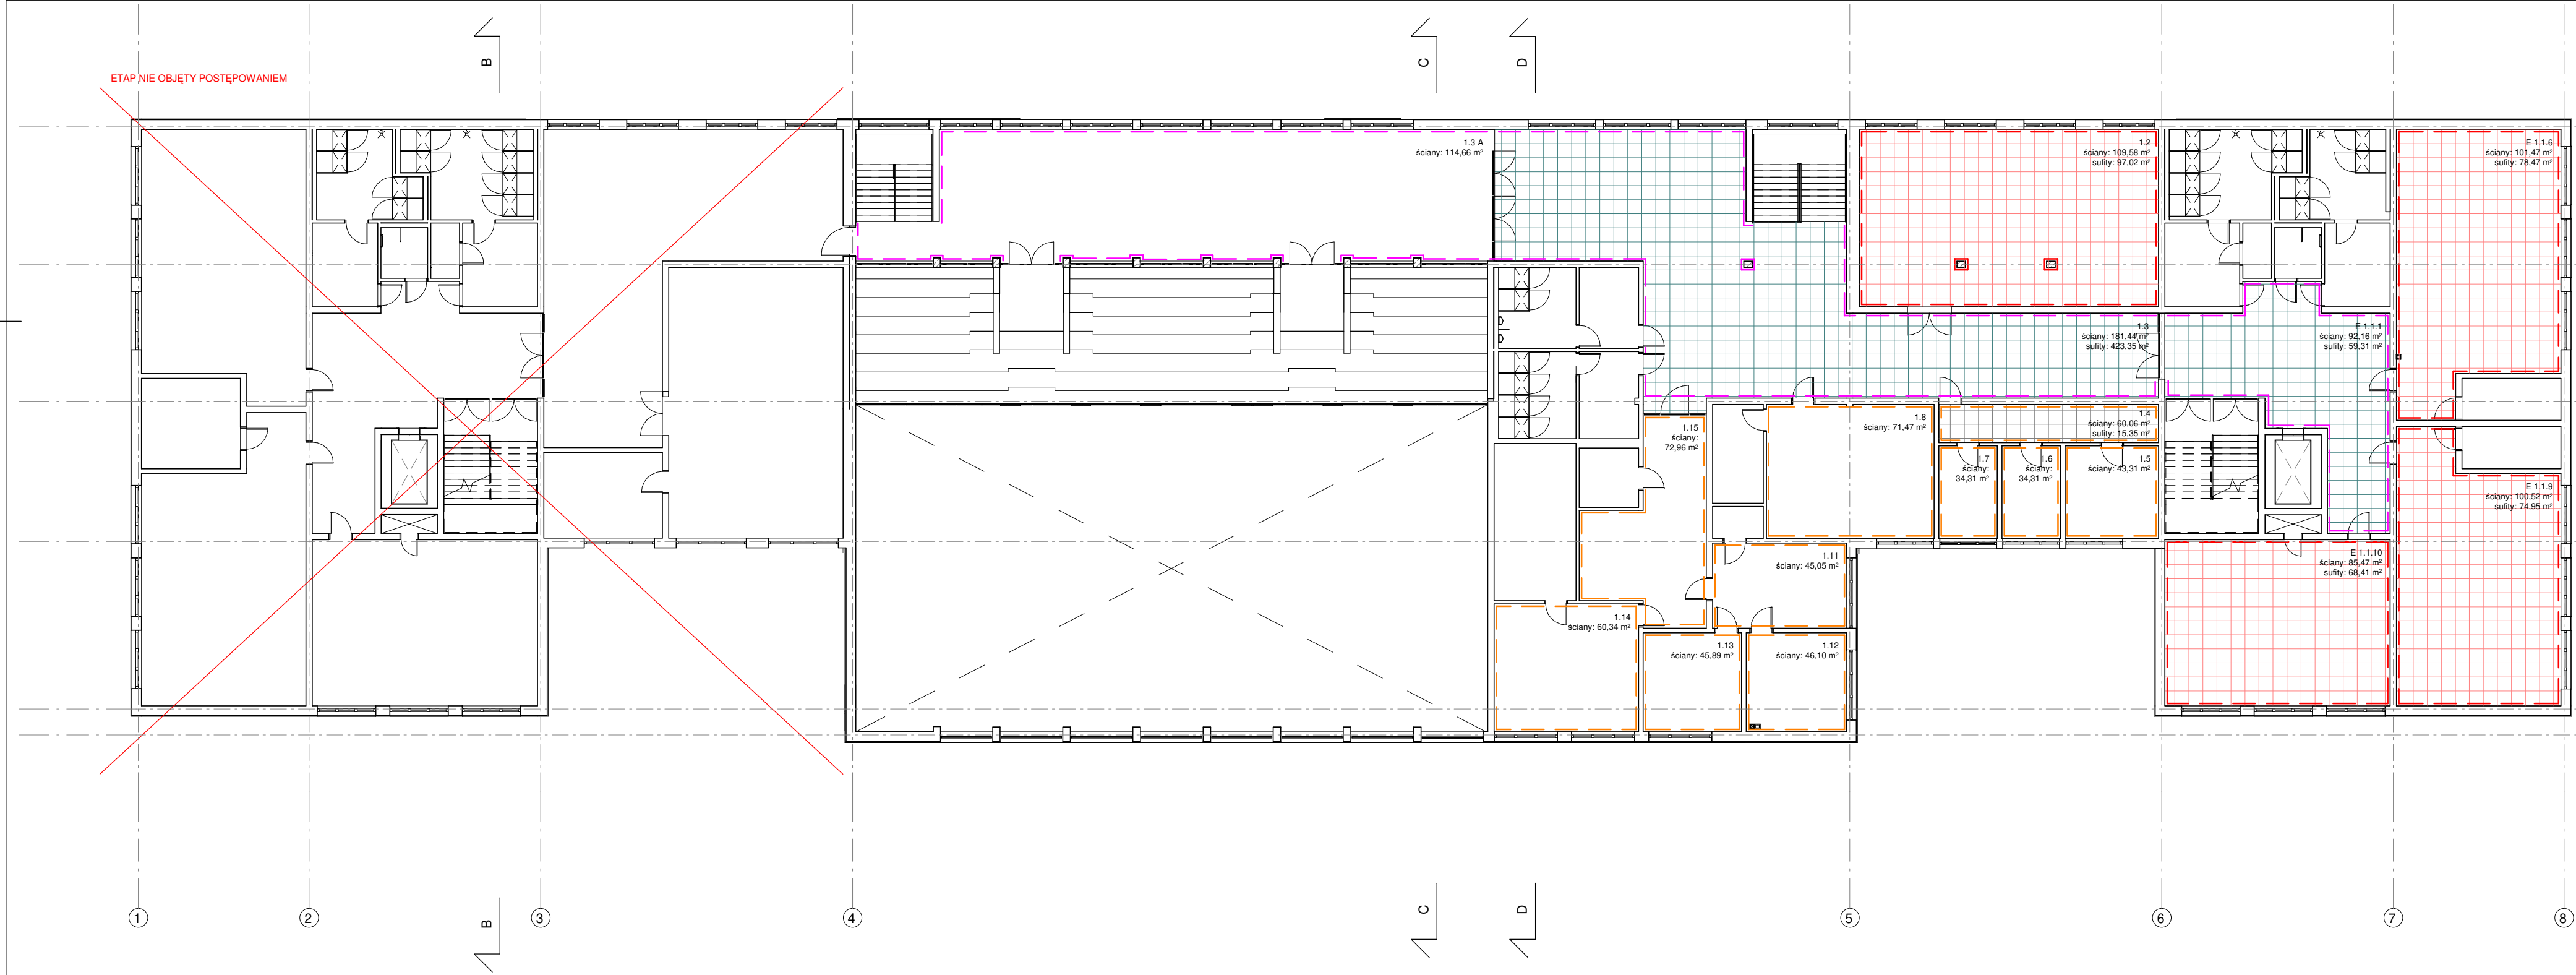 B
C
D
ETAP NIE OBJĘTY POSTĘPOWANIEM
1.3 A
ściany: 114,66 m²
1.2
ściany: 109,58 m²
sufity: 97,02 m²
E 1.1.6
ściany: 101,47 m²
sufity: 78,47 m²
1.3
ściany: 181,44 m²
sufity: 423,35 m²
E 1.1.1
ściany: 92,16 m²
sufity: 59,31 m²
1.15
ściany:
72,96 m²
1.8
ściany: 71,47 m²
1.4
ściany: 60,06 m²
sufity: 15,35 m²
1.7
ściany:
34,31 m²
1.6
ściany:
34,31 m²
1.5
ściany: 43,31 m²
E 1.1.9
ściany: 100,52 m²
sufity: 74,95 m²
1.11
ściany: 45,05 m²
E 1.1.10
ściany: 85,47 m²
sufity: 68,41 m²
1.14
ściany: 60,34 m²
1.13
ściany: 45,89 m²
1.12
ściany: 46,10 m²
1
2
3
4
5
6
7
8
B
C
D